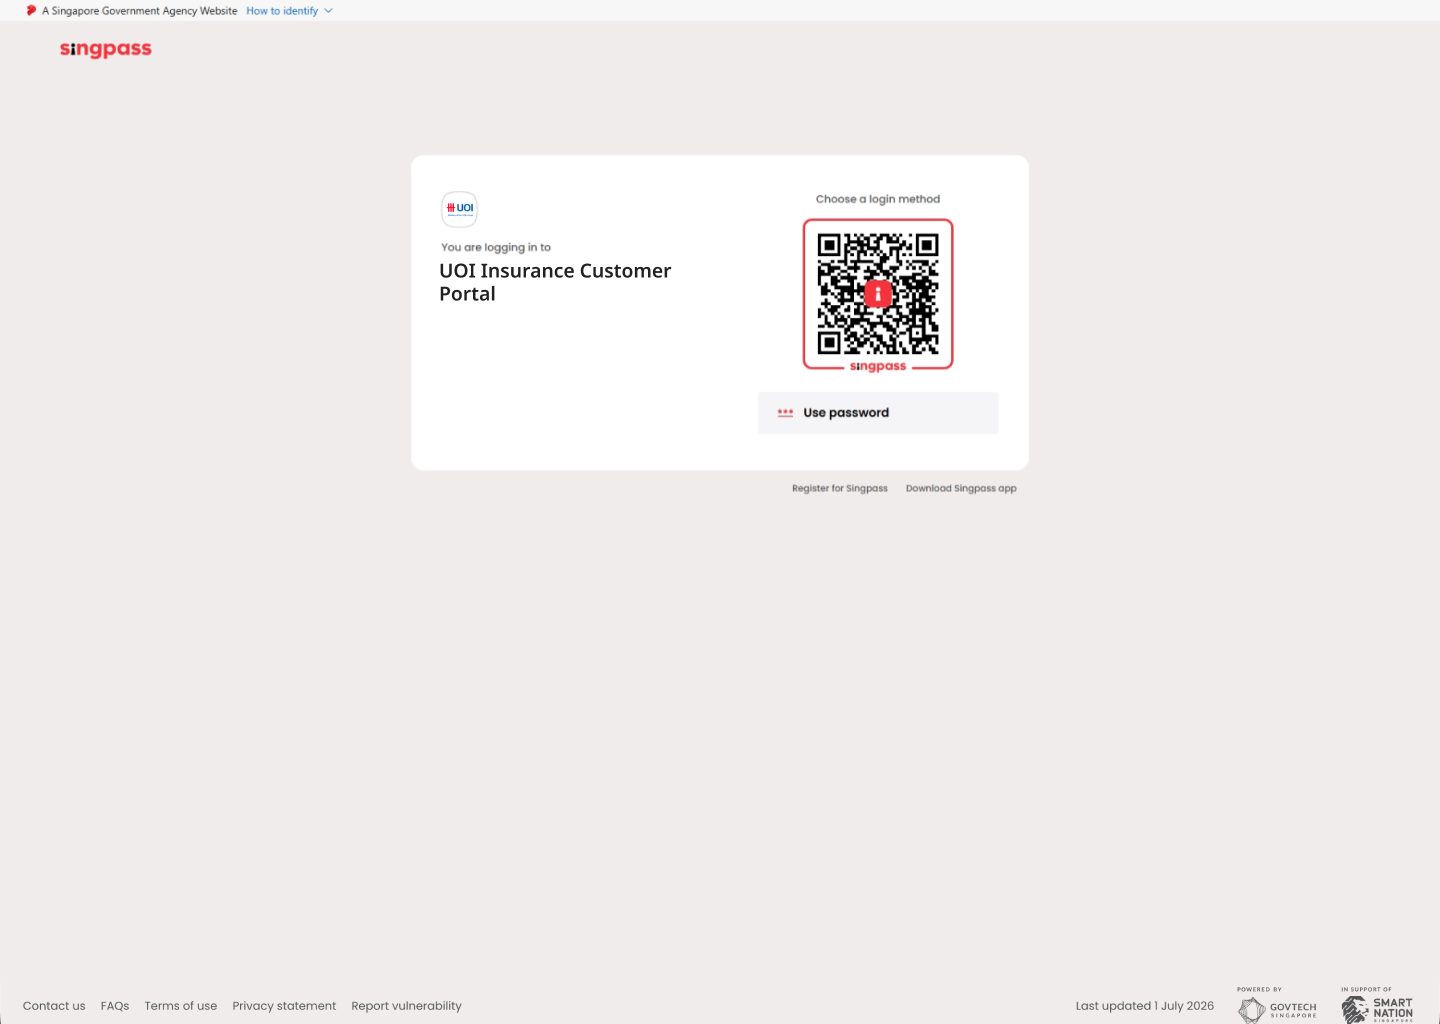 A Singapore Government Agency Website How to identify
singpass
UOI
You are logging in to
UOI Insurance Customer
Portal
Choose a login method
singpass
Use password
Register for Singpass Download Singpass app
Contact us FAQs Terms of use Privacy statement Report vulnerability
Last updated 1 July 2026
POWERED BY
GOVTECH
SINGAPORE
IN SUPPORT OF
SMART
NATION
SINGAPORE